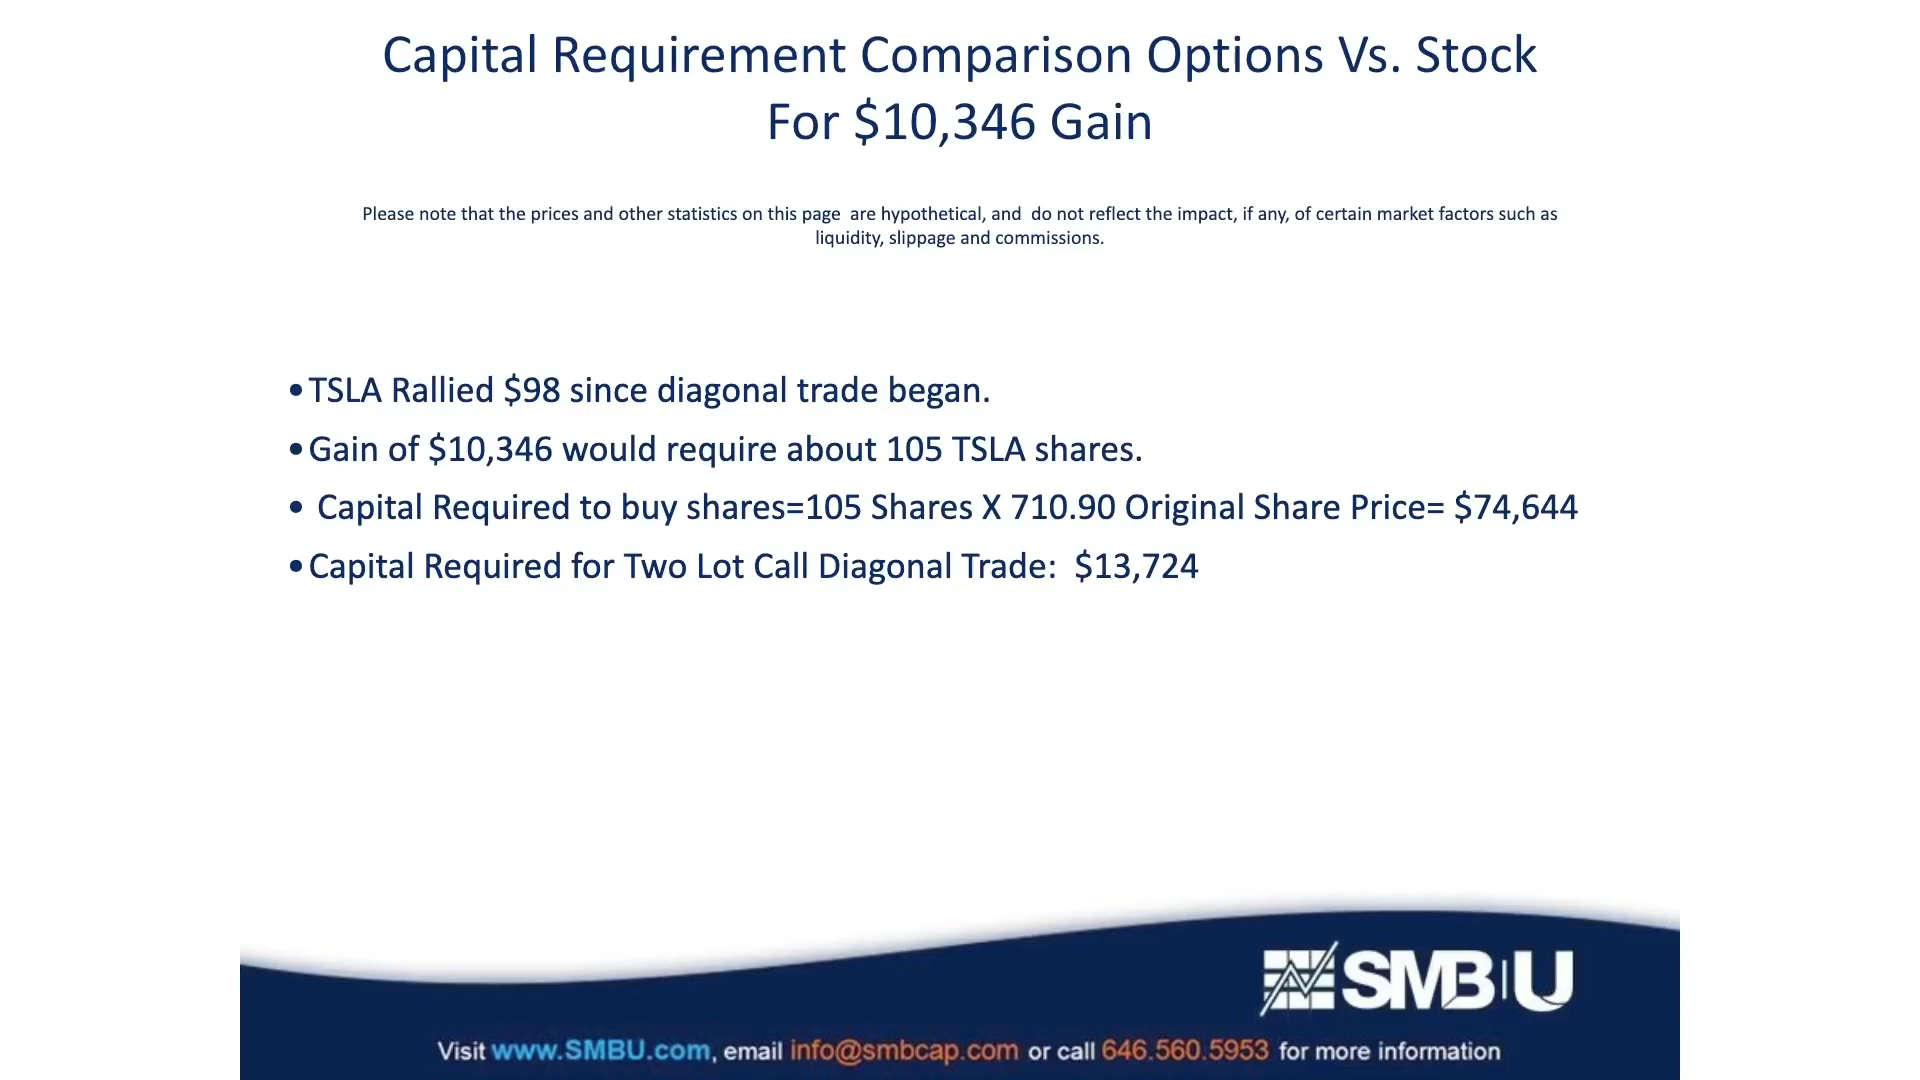 Capital Requirement Comparison Options Vs. Stock
For $10,346 Gain
Please note that the prices and other statistics on this page  are hypothetical, and  do not reflect the impact, if any, of certain market factors such as
liquidity, slippage and commissions.
•TSLA Rallied $98 since diagonal trade began.
•Gain of $10,346 would require about 105 TSLA shares.
• Capital Required to buy shares=105 Shares X 710.90 Original Share Price= $74,644
•Capital Required for Two Lot Call Diagonal Trade:  $13,724
SMB|U
Visit www.SMBU.com, email info@smbcap.com or call 646.560.5953 for more information